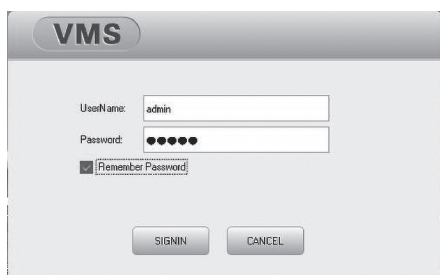 VMS
UserName: admin
Password: ●●●●●
Remember Password
SIGNIN CANCEL